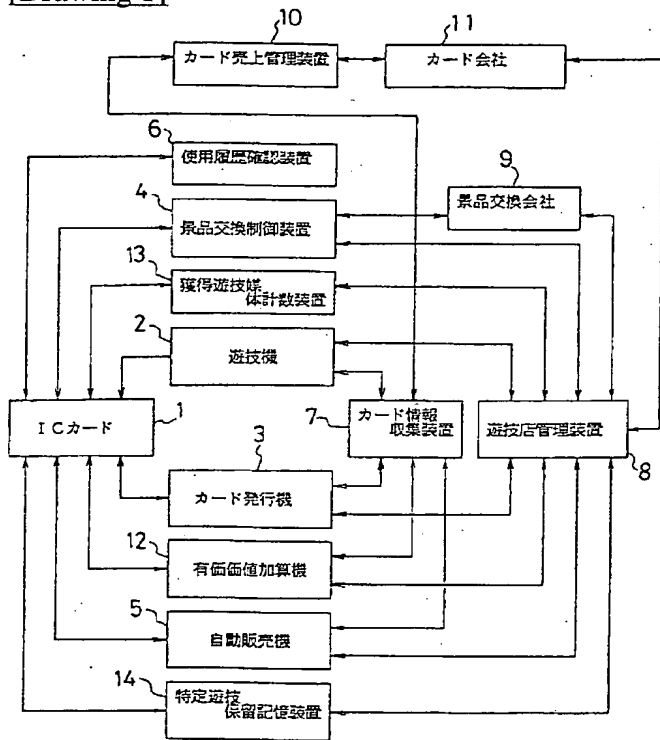 [Drawing 1]
10
カード売上管理装置
11
カード会社
6
使用履歴確認装置
4
景品交換制御装置
9
景品交換会社
13
獲得遊技媒
体計数装置
2
遊技機
ICカード
1
カード情報
収集装置
7
遊技店管理装置
8
3
カード発行機
12
有価価値加算機
5
自動販売機
14
特定遊技
保留記憶装置